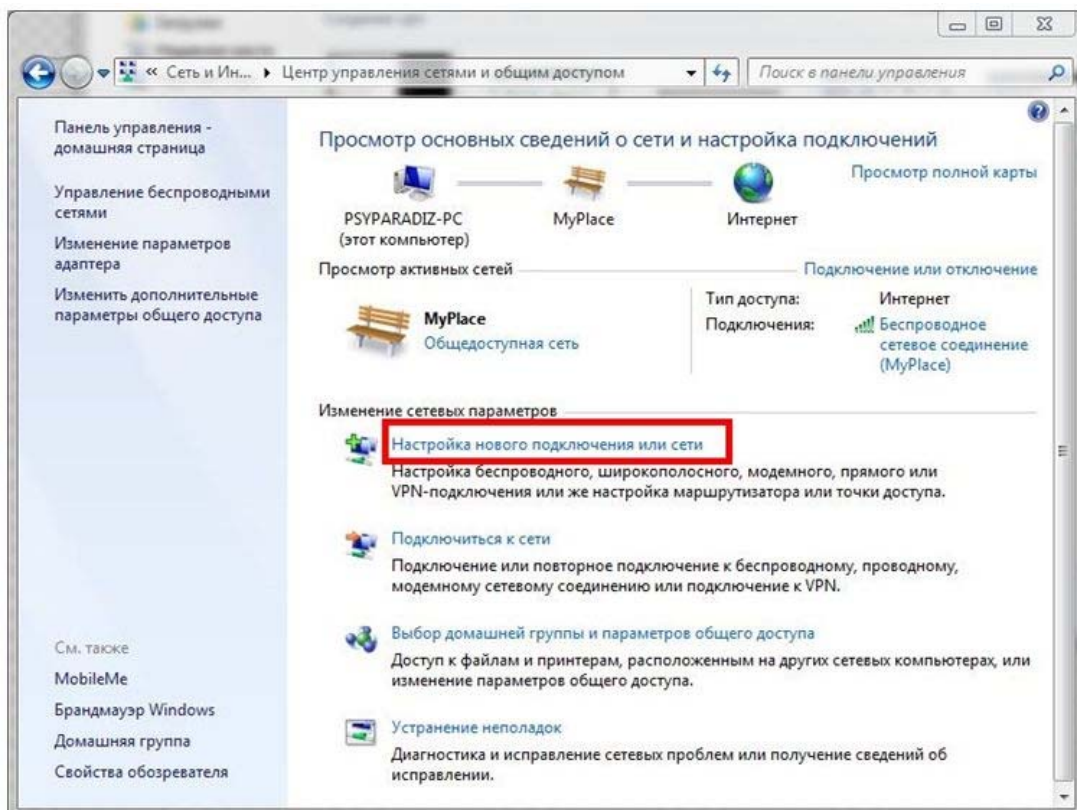 « Сеть и Ин... Центр управления сетями и общим доступом
Поиск в панели управления
Панель управления -
домашняя страница
Управление беспроводными
сетями
Изменение параметров
адаптера
Изменить дополнительные
параметры общего доступа
См. также
MobileMe
Брандмауэр Windows
Домашняя группа
Свойства обозревателя
Просмотр основных сведений о сети и настройка подключений
PSYPARADIZ-PC
(этот компьютер)
MyPlace
Интернет
Просмотр полной карты
Просмотр активных сетей
Подключение или отключение
MyPlace
Общедоступная сеть
Тип доступа: Интернет
Подключения: Беспроводное
сетевое соединение
(MyPlace)
Изменение сетевых параметров
Настройка нового подключения или сети
Настройка беспроводного, широкополосного, модемного, прямого или
VPN-подключения или же настройка маршрутизатора или точки доступа.
Подключиться к сети
Подключение или повторное подключение к беспроводному, проводному,
модемному сетевому соединению или подключение к VPN.
Выбор домашней группы и параметров общего доступа
Доступ к файлам и принтерам, расположенным на других сетевых компьютерах, или
изменение параметров общего доступа.
Устранение неполадок
Диагностика и исправление сетевых проблем или получение сведений об
исправлении.